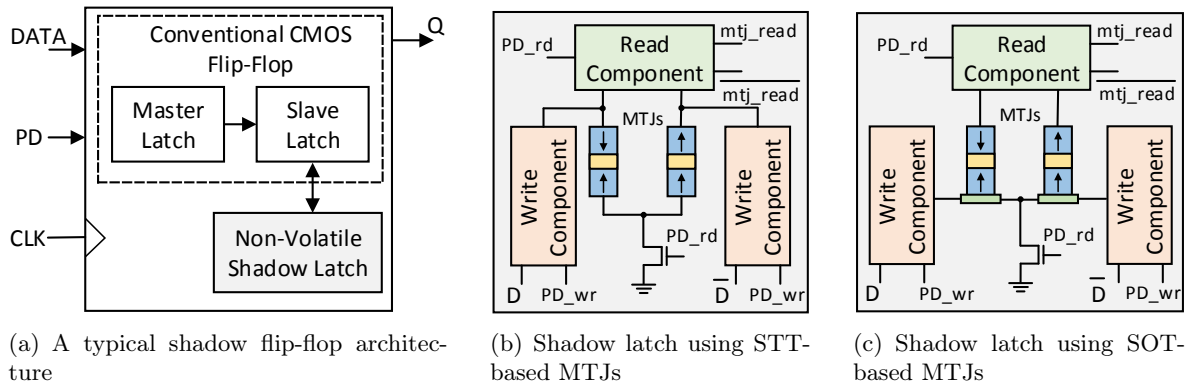 DATA
Q
Conventional CMOS
Flip-Flop
Master
Latch
Slave
Latch
PD
CLK
Non-Volatile
Shadow Latch
(a) A typical shadow flip-flop architec-
ture
PD_rd
Read
Component
mtj_read
mtj_read
MTJs
Write
Component
Write
Component
PD_rd
D
PD_wr
D
PD_wr
(b) Shadow latch using STT-
based MTJs
PD_rd
Read
Component
mtj_read
mtj_read
MTJs
Write
Component
Write
Component
PD_rd
D
PD_wr
D
PD_wr
(c) Shadow latch using SOT-
based MTJs